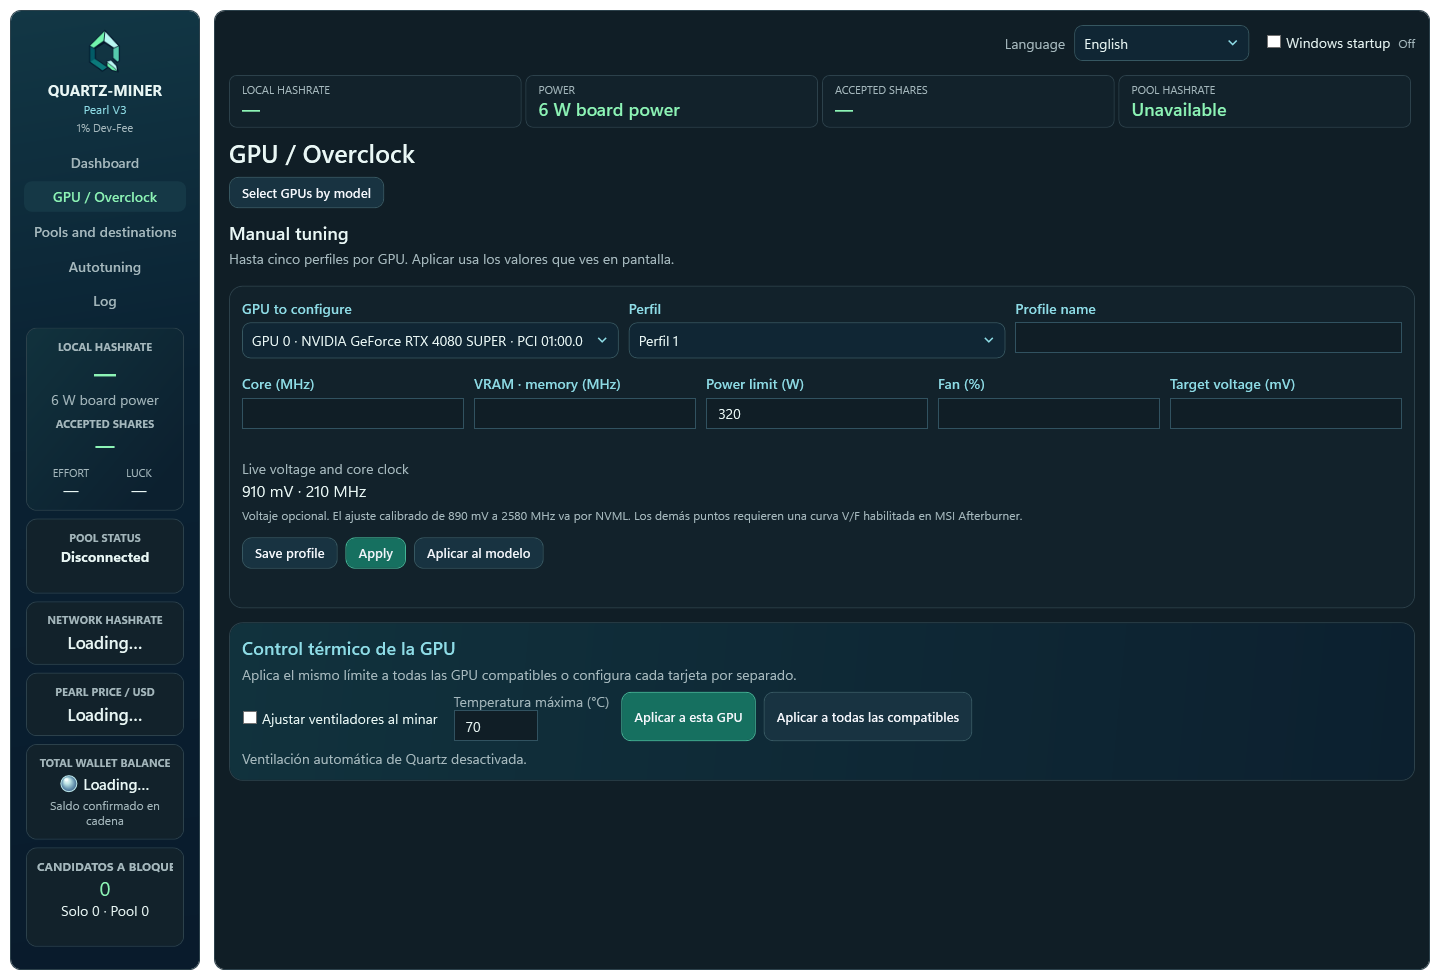 QUARTZ-MINER
Pearl V3
1% Dev-Fee
Dashboard
GPU / Overclock
Pools and destinations
Autotuning
Log
LOCAL HASHRATE
—
6 W board power
ACCEPTED SHARES
—
EFFORT LUCK
— —
POOL STATUS
Disconnected
NETWORK HASHRATE
Loading...
PEARL PRICE / USD
Loading...
TOTAL WALLET BALANCE
Loading...
Saldo confirmado en
cadena
CANDIDATOS A BLOQUE
0
Solo 0 · Pool 0
Language English Windows startup Off
LOCAL HASHRATE
—
POWER
6 W board power
ACCEPTED SHARES
—
POOL HASHRATE
Unavailable
GPU / Overclock
Select GPUs by model
Manual tuning
Hasta cinco perfiles por GPU. Aplicar usa los valores que ves en pantalla.
GPU to configure Perfil Profile name
GPU 0 · NVIDIA GeForce RTX 4080 SUPER · PCI 01:00.0 Perfil 1
Core (MHz) VRAM · memory (MHz) Power limit (W) Fan (%) Target voltage (mV)
320
Live voltage and core clock
910 mV · 210 MHz
Voltaje opcional. El ajuste calibrado de 890 mV a 2580 MHz va por NVML. Los demás puntos requieren una curva V/F habilitada en MSI Afterburner.
Save profile Apply Aplicar al modelo
Control térmico de la GPU
Aplica el mismo límite a todas las GPU compatibles o configura cada tarjeta por separado.
Ajustar ventiladores al minar
Temperatura máxima (°C)
70
Aplicar a esta GPU Aplicar a todas las compatibles
Ventilación automática de Quartz desactivada.